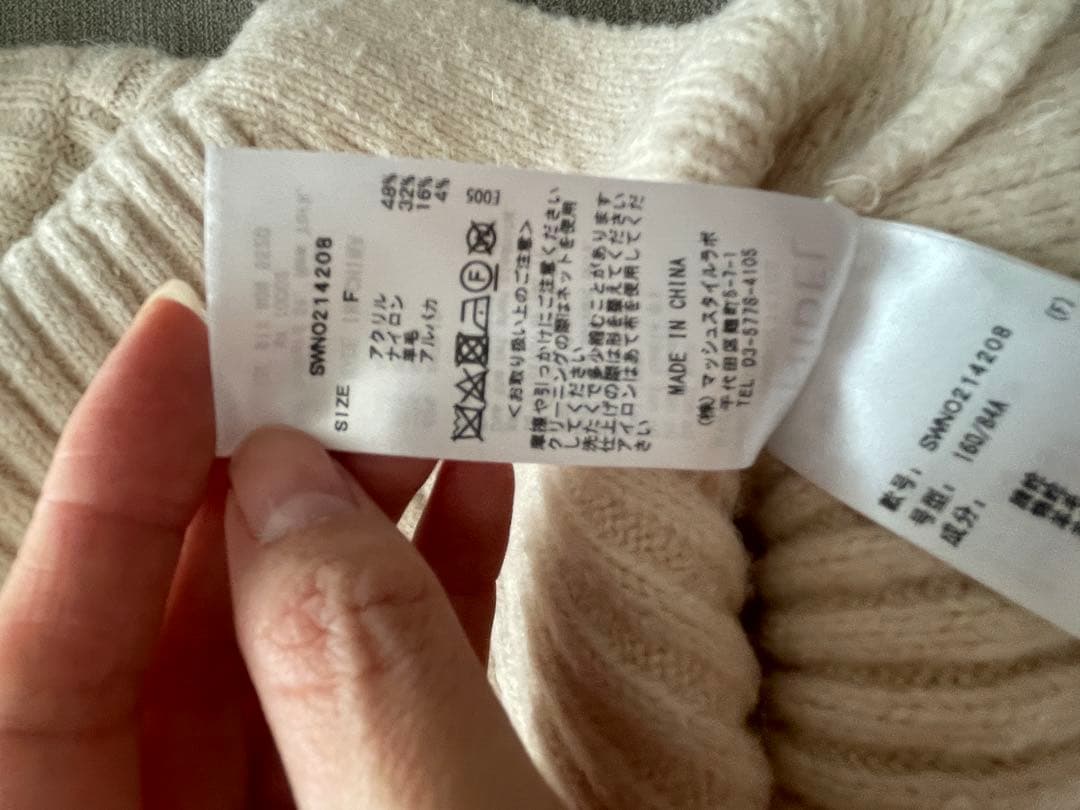 SWNO214208
SIZE F
アクリル 48%
ナイロン 32%
羊毛 16%
アルパカ 4%
F E005
<お取り扱い上のご注意>
摩擦や引っかけにご注意ください
クリーニングの際はネットを使用
してください
洗たくで多少縮むことがあります
仕上げの際は形を整えてください
アイロンはあて布を使用してくだ
さい
MADE IN CHINA
(株)マッシュスタイルラボ
千代田区麹町5-7-1
TEL 03-5778-4105
(F)
款号: SWNO214208
号型: 160/84A
成分: